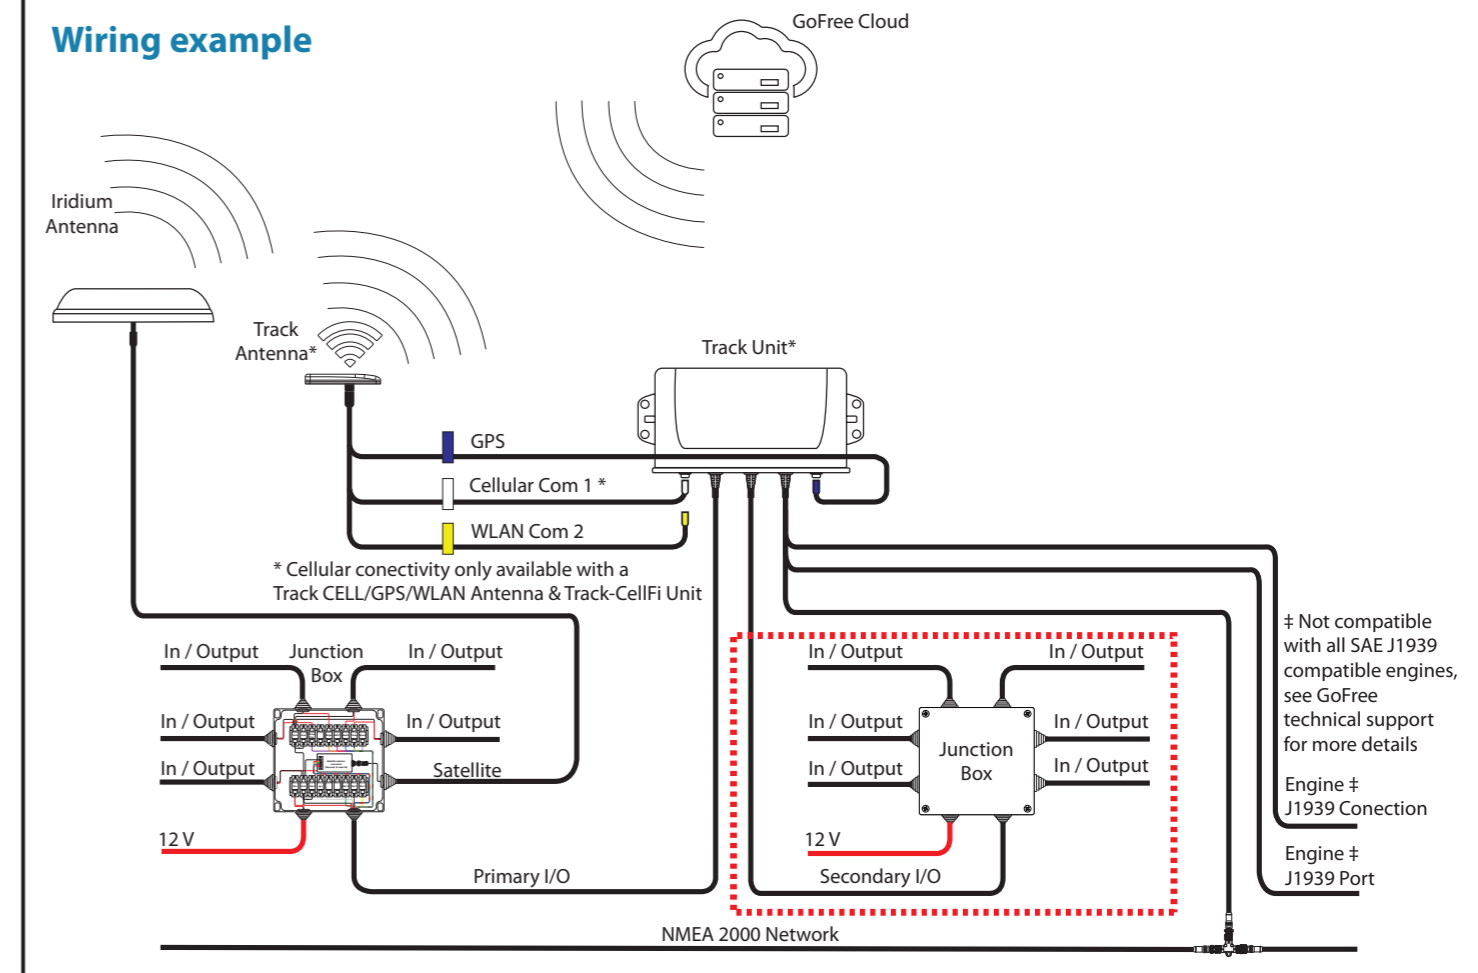 Wiring example
GoFree Cloud
Iridium
Antenna
Track
Antenna*
Track Unit*
GPS
Cellular Com 1 *
WLAN Com 2
* Cellular conectivity only available with a
Track CELL/GPS/WLAN Antenna & Track-CellFi Unit
In / Output
Junction
Box
In / Output
In / Output
In / Output
In / Output
Satellite
12 V
Primary I/O
In / Output
In / Output
In / Output
In / Output
In / Output
In / Output
Junction
Box
12 V
Secondary I/O
‡ Not compatible
with all SAE J1939
compatible engines,
see GoFree
technical support
for more details
Engine ‡
J1939 Conection
Engine ‡
J1939 Port
NMEA 2000 Network